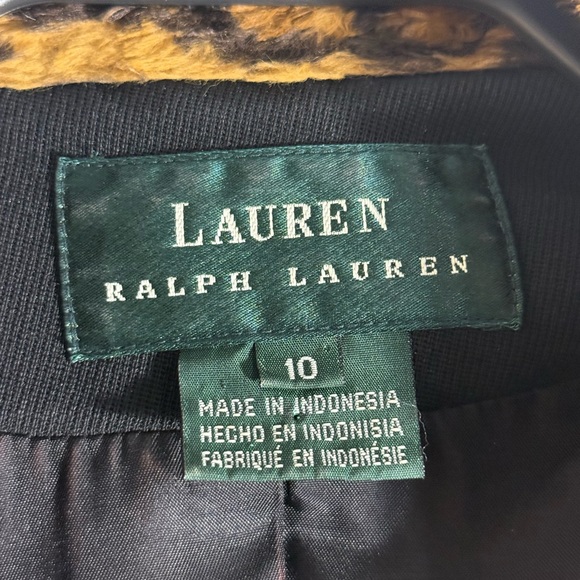 LAUREN
RALPH LAUREN
10
MADE IN INDONESIA
HECHO EN INDONISIA
FABRIQUÉ EN INDONÉSIE